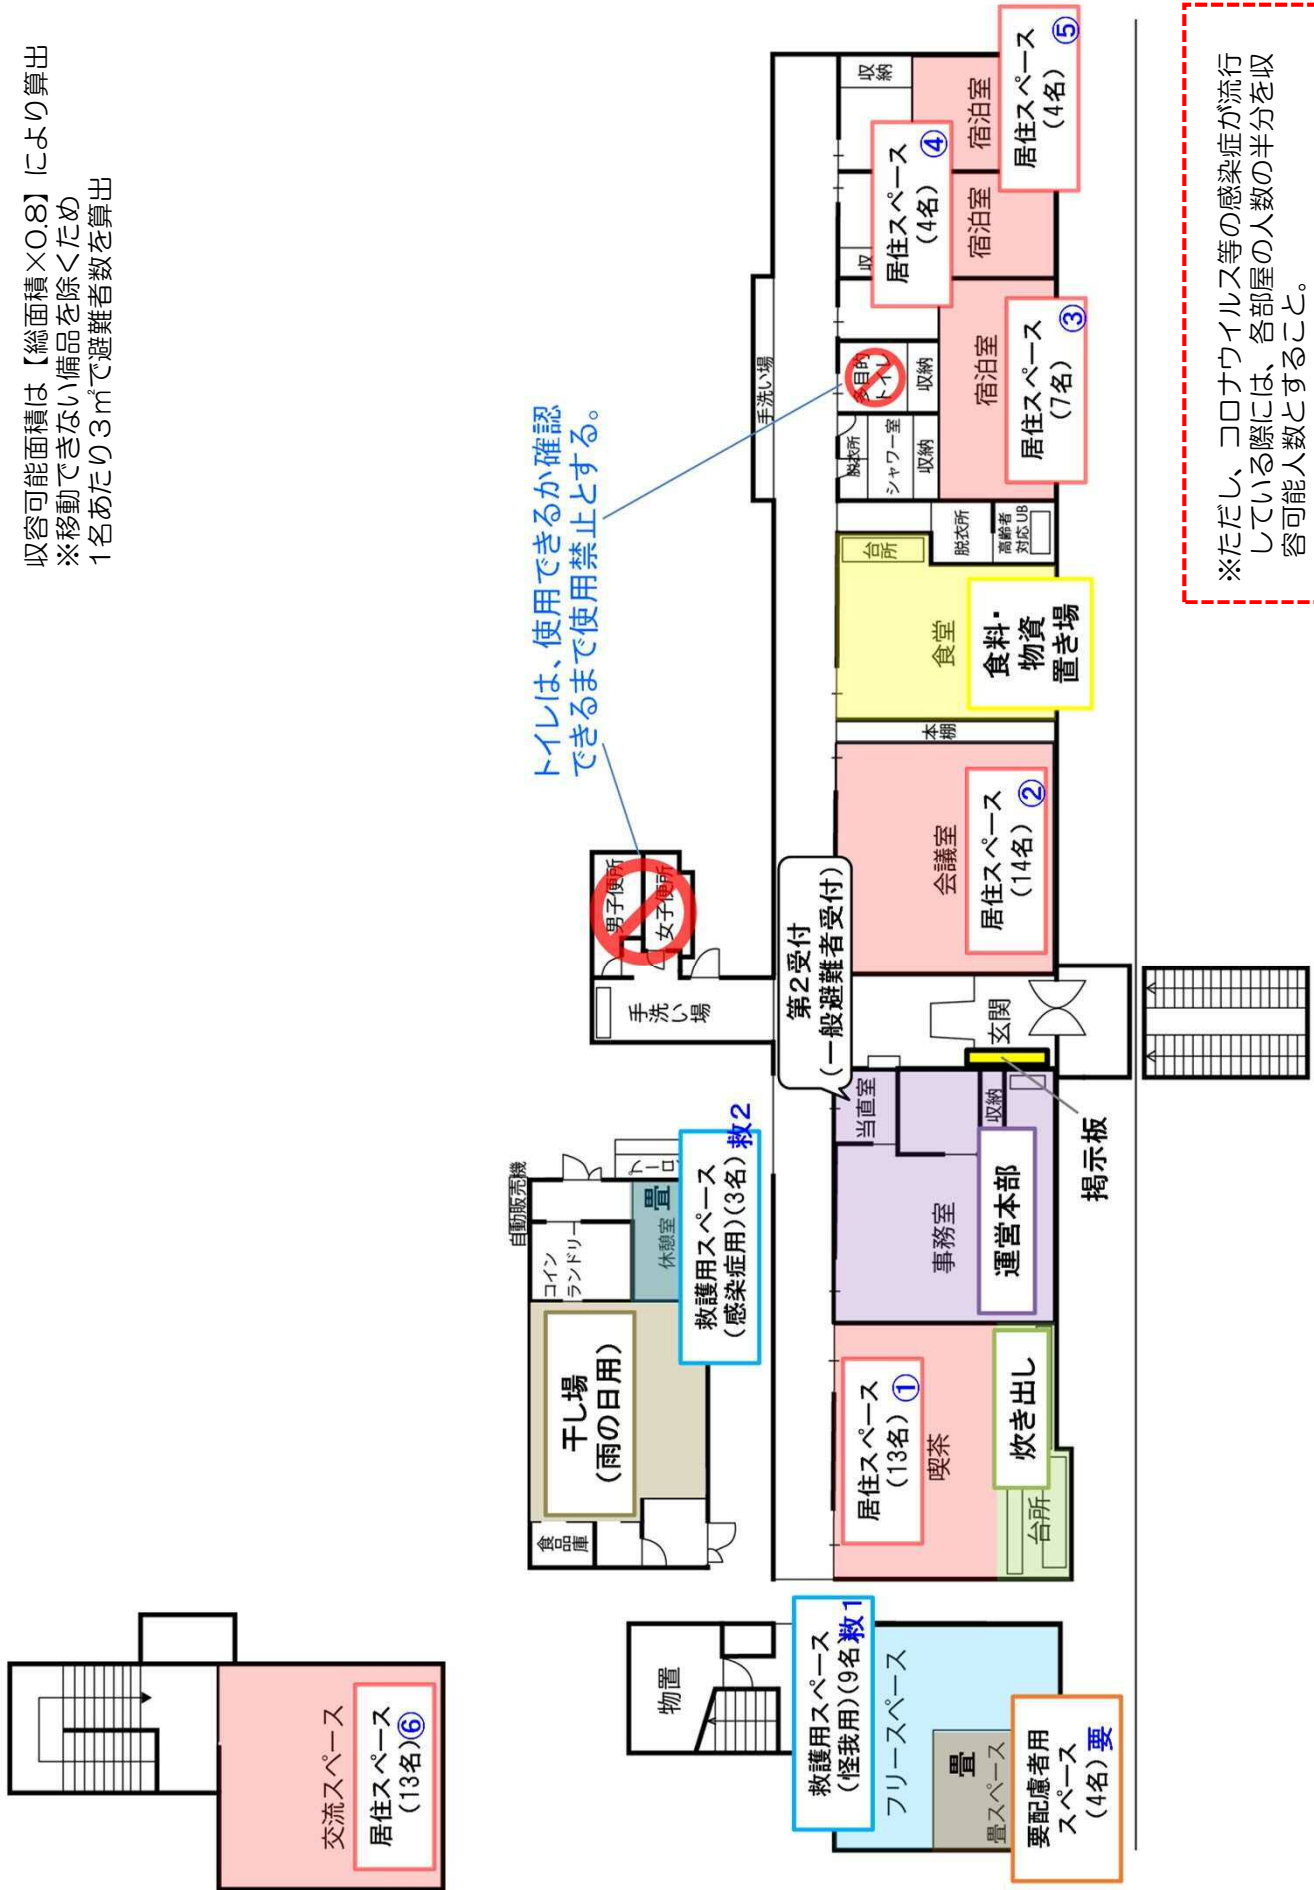 収容可能面積は【総面積×0.8】により算出
※移動できない備品を除くため
1名あたり3㎡で避難者数を算出
トイレは、使用できるか確認
できるまで使用禁止とする。
交流スペース
居住スペース
(13名)⑥
自動販売機
コイン
ランドリー
畳
休憩室
干し場
(雨の日用)
食品庫
救護用スペース
(感染症用)(3名)
救2
男子便所
女子便所
手洗い場
手洗い場
物置
救護用スペース
(怪我用)(9名)
救1
フリースペース
畳
畳スペース
要配慮者用
スペース
(4名)
要
居住スペース
(13名)
①
喫茶
炊き出し
台所
事務室
運営本部
当直室
収納
第2受付
(一般避難者受付)
玄関
掲示板
会議室
居住スペース
(14名)
②
本棚
食堂
台所
食料・
物資
置き場
脱衣所
高齢者
対応UB
脱衣所
シャワー室
収納
多目的
トイレ
収納
宿泊室
居住スペース
(7名)
③
収
居住スペース
(4名)
④
宿泊室
収納
宿泊室
居住スペース
(4名)
⑤
※ただし、コロナウイルス等の感染症が流行
している際には、各部屋の人数の半分を収
容可能人数とすること。